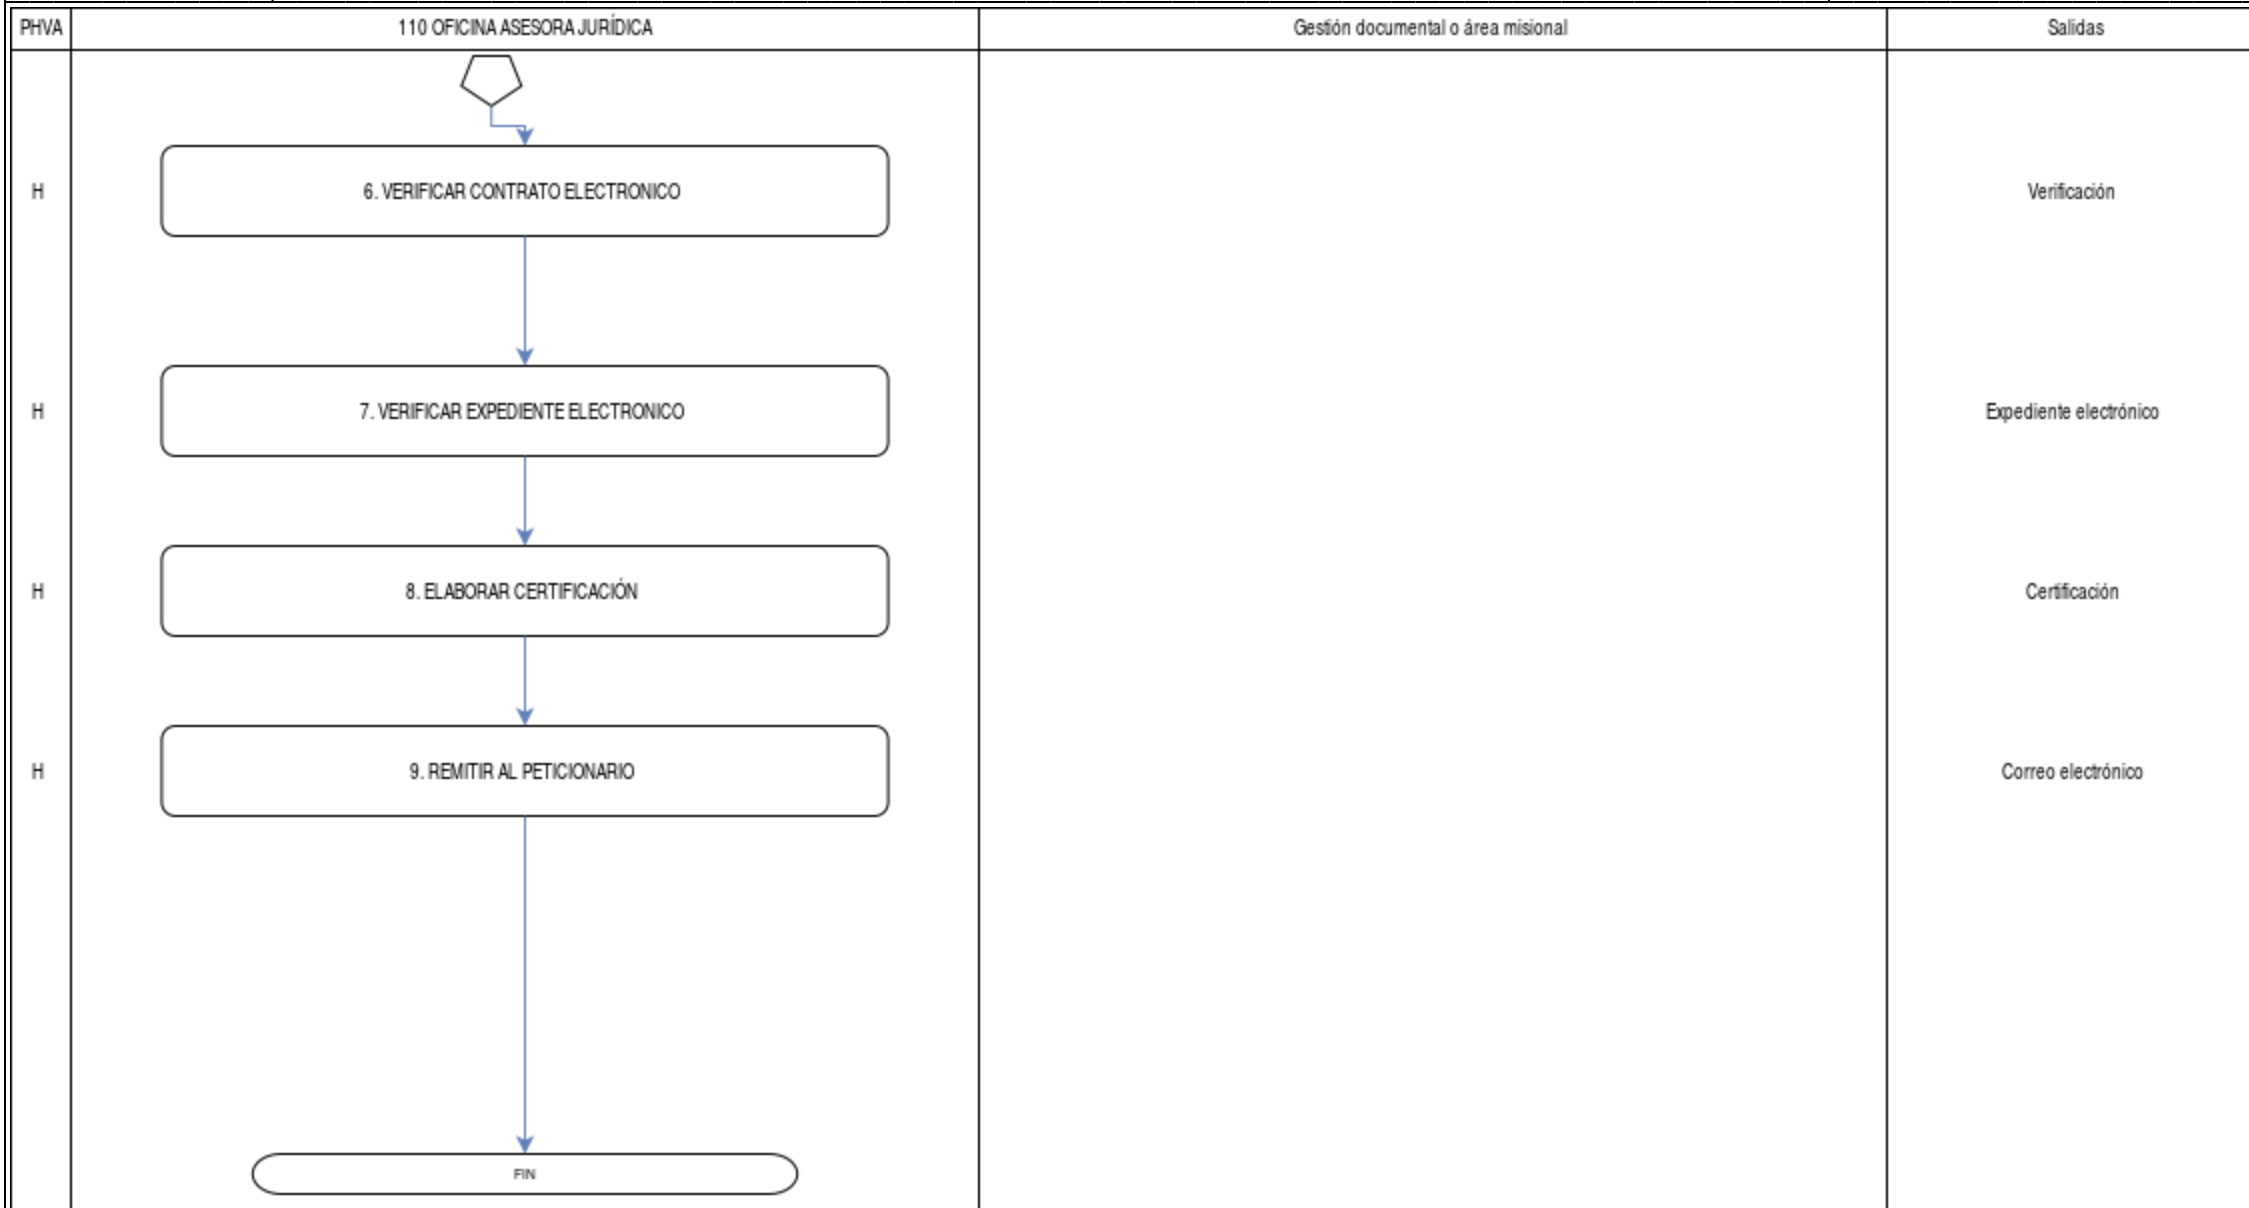 PHVA
110 OFICINA ASESORA JURÍDICA
Gestión documental o área misional
Salidas
H
6. VERIFICAR CONTRATO ELECTRONICO
Verificación
H
7. VERIFICAR EXPEDIENTE ELECTRONICO
Expediente electrónico
H
8. ELABORAR CERTIFICACIÓN
Certificación
H
9. REMITIR AL PETICIONARIO
Correo electrónico
FIN